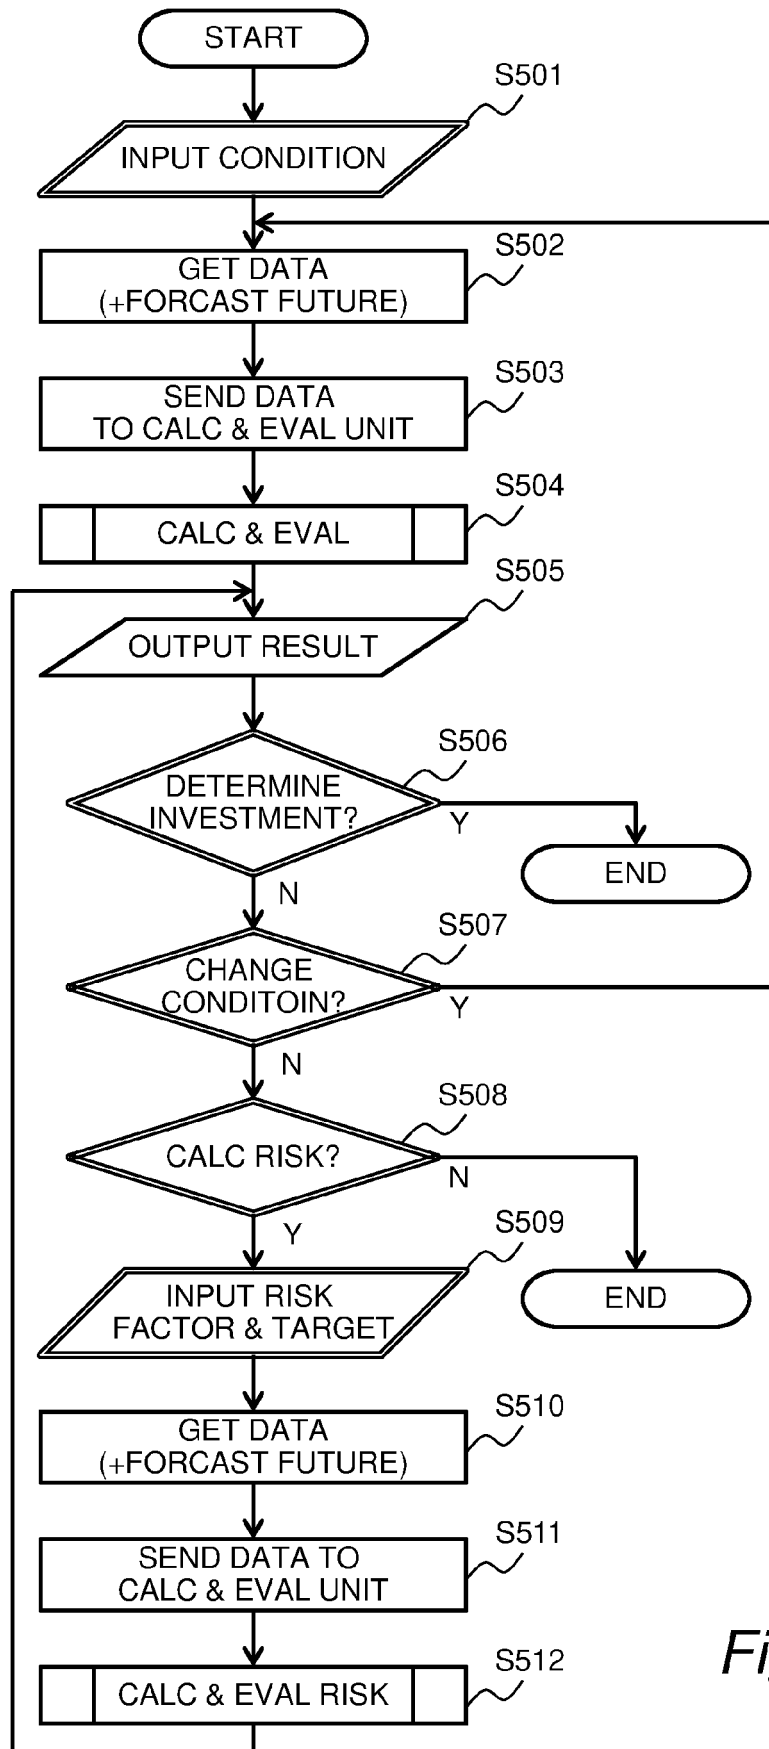 START
S501
INPUT CONDITION
S502
GET DATA
(+FORCAST FUTURE)
S503
SEND DATA
TO CALC & EVAL UNIT
S504
CALC & EVAL
S505
OUTPUT RESULT
S506
DETERMINE
INVESTMENT?
Y
END
N
S507
CHANGE
CONDITOIN?
Y
N
S508
CALC RISK?
N
Y
S509
INPUT RISK
FACTOR & TARGET
END
S510
GET DATA
(+FORCAST FUTURE)
S511
SEND DATA TO
CALC & EVAL UNIT
S512
CALC & EVAL RISK